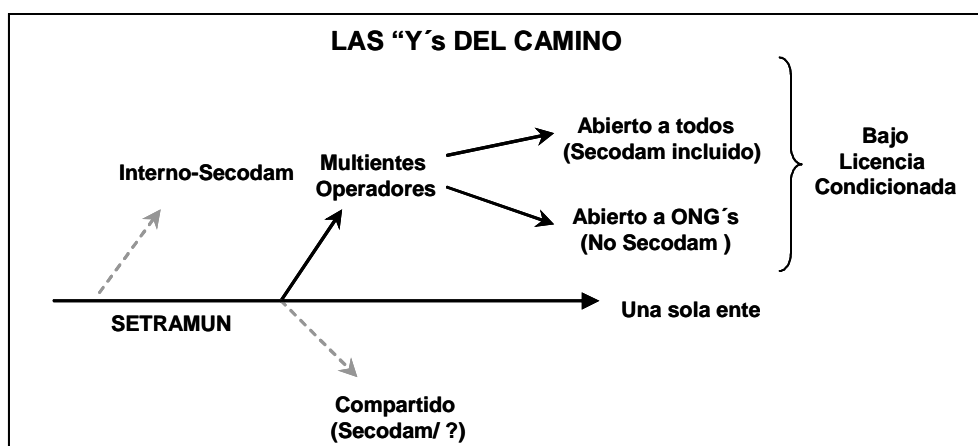 LAS “Y´s DEL CAMINO
Interno-Secodam
Multientes
Operadores
Abierto a todos
(Secodam incluido)
Abierto a ONG´s
(No Secodam )
Bajo
Licencia
Condicionada
SETRAMUN
Una sola ente
Compartido
(Secodam/ ?)